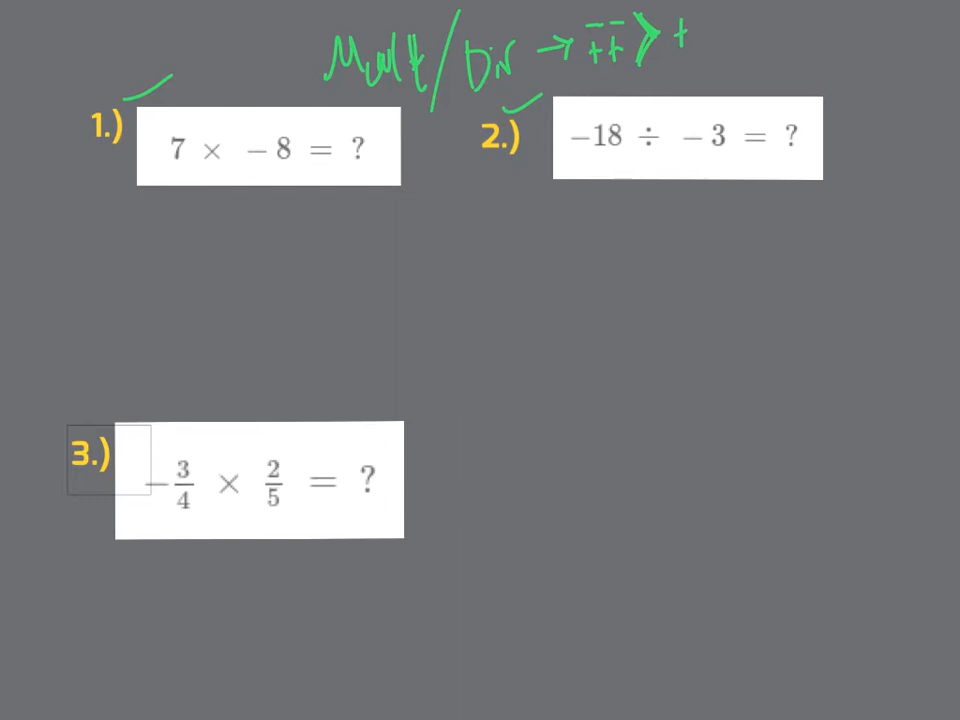 Mult/Div → - - + + > +
1.) 7 × - 8 = ?
2.) -18 ÷ - 3 = ?
3.) -3/4 × 2/5 = ?